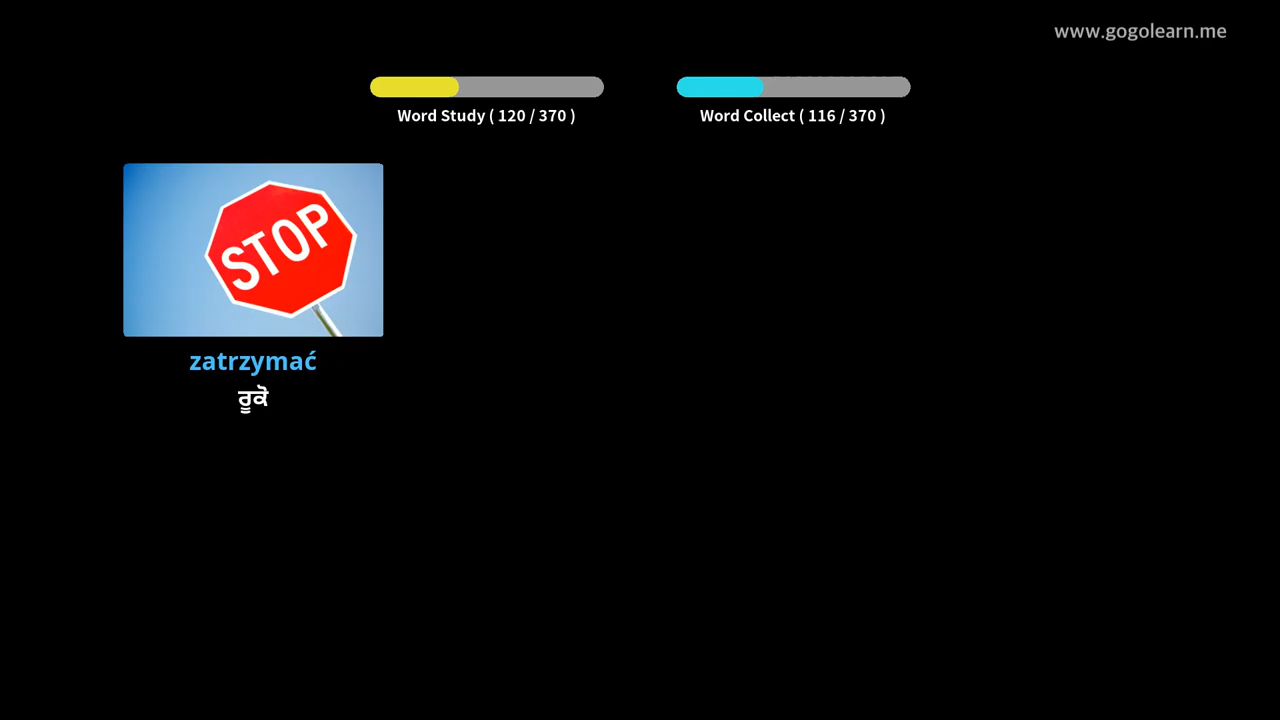 www.gogolearn.me
Word Study ( 120 / 370 )
Word Collect ( 116 / 370 )
STOP
zatrzymać
ਰੂਕੋ